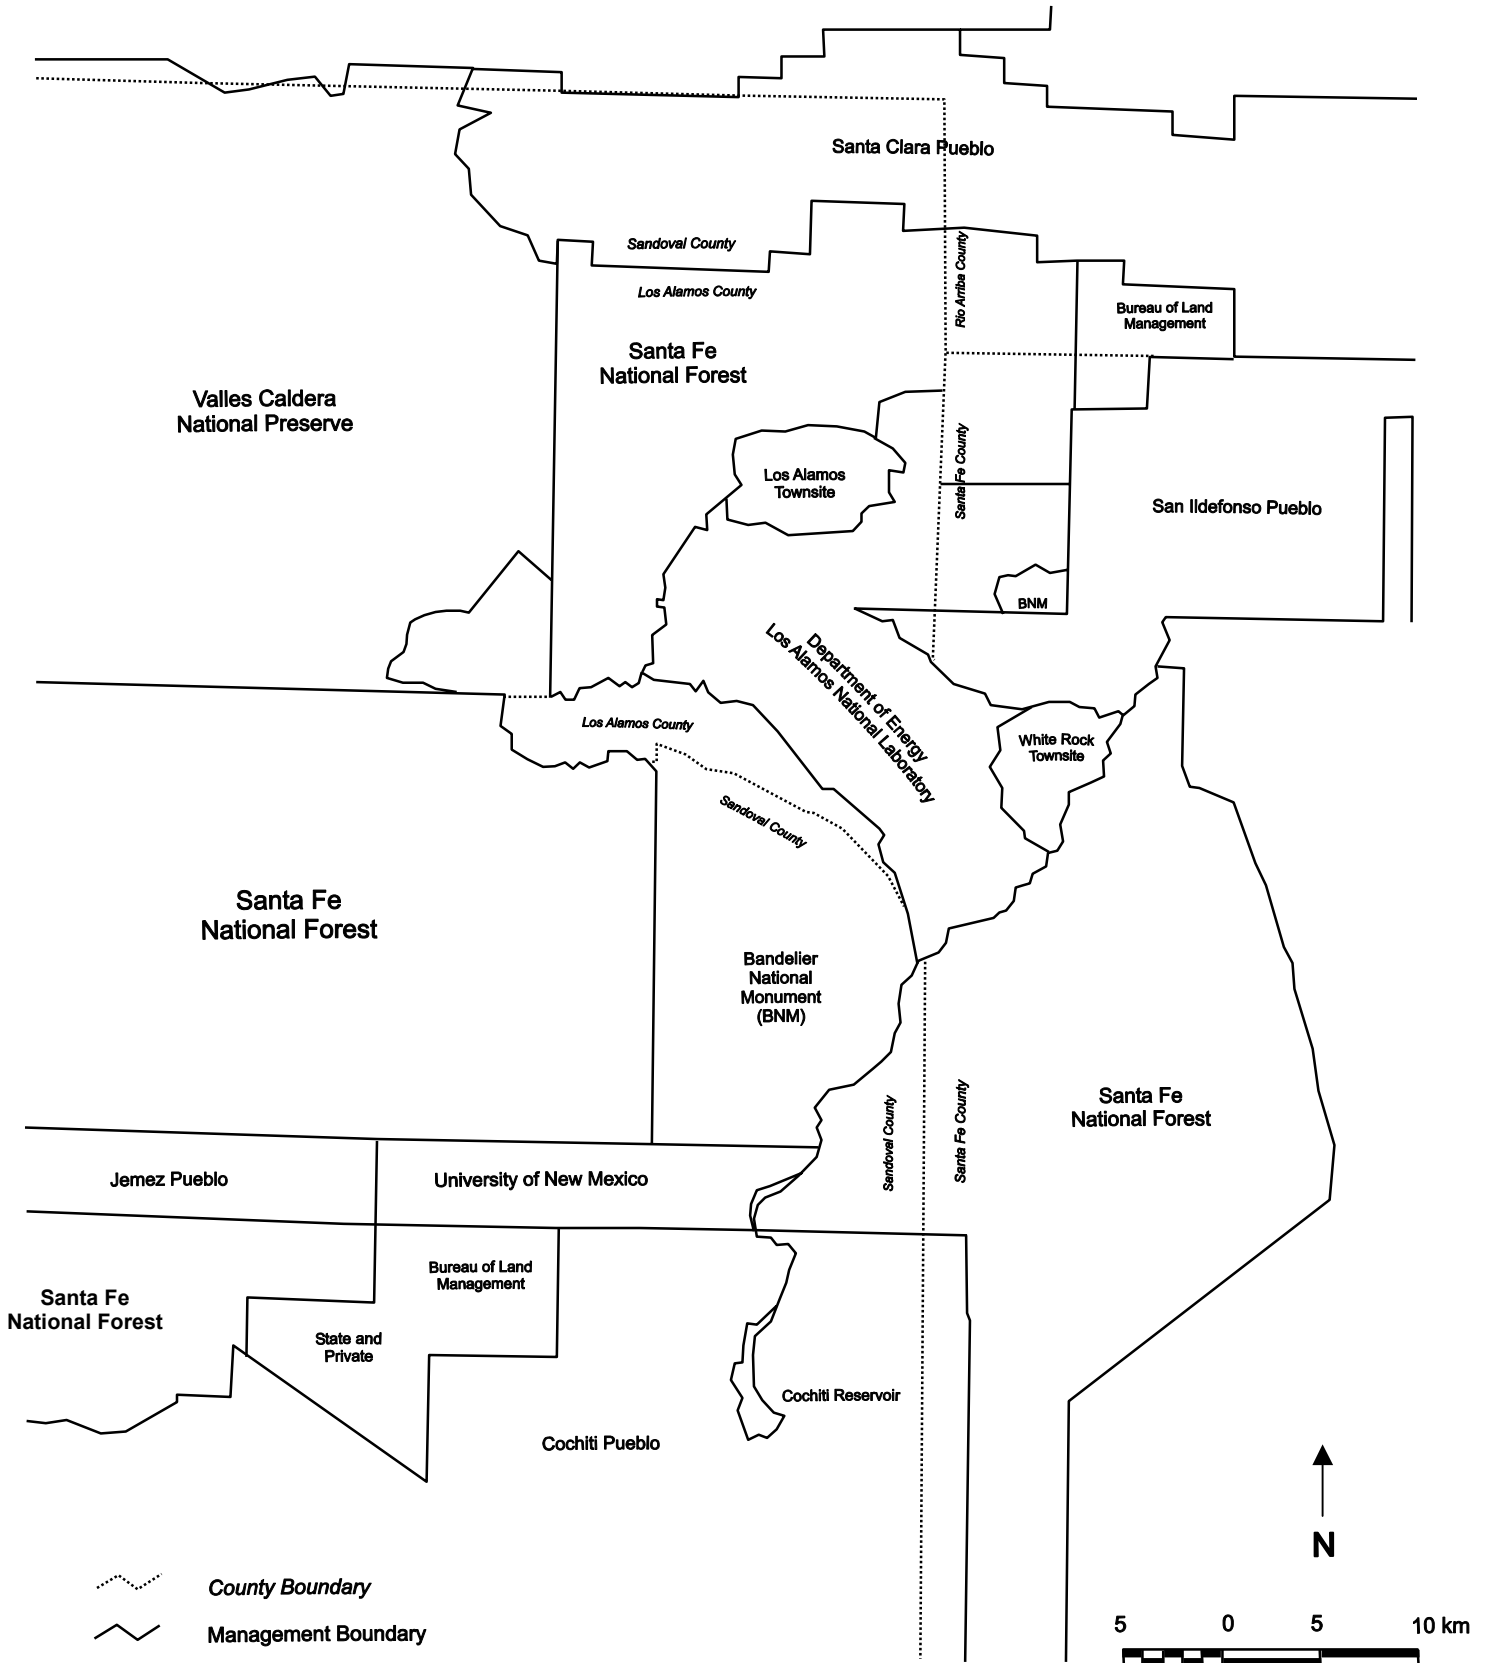 Santa Clara Pueblo
Sandoval County
Los Alamos County
Rio Arriba County
Bureau of Land
Management
Santa Fe
National Forest
Valles Caldera
National Preserve
Los Alamos
Townsite
Santa Fe County
San Ildefonso Pueblo
BNM
Department of Energy
Los Alamos National Laboratory
Los Alamos County
White Rock
Townsite
Sandoval County
Santa Fe
National Forest
Bandelier
National
Monument
(BNM)
Sandoval County
Santa Fe County
Santa Fe
National Forest
Jemez Pueblo
University of New Mexico
Bureau of Land
Management
Santa Fe
National Forest
State and
Private
Cochiti Reservoir
Cochiti Pueblo
N
County Boundary
Management Boundary
5 0 5 10 km